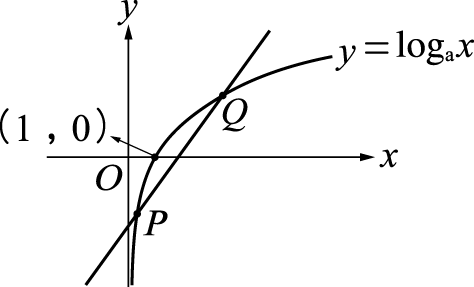 y
y = logₐx
Q
(1 , 0)
O
x
P